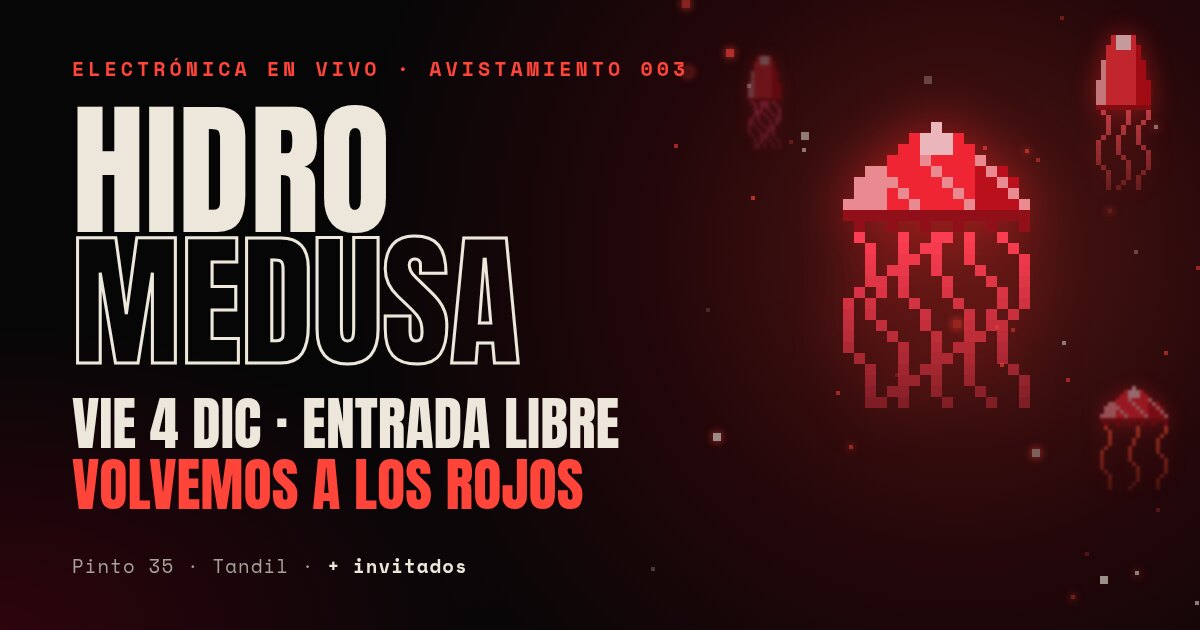 ELECTRÓNICA EN VIVO · AVISTAMIENTO 003
HIDRO
MEDUSA
VIE 4 DIC · ENTRADA LIBRE
VOLVEMOS A LOS ROJOS
Pinto 35 · Tandil · + invitados